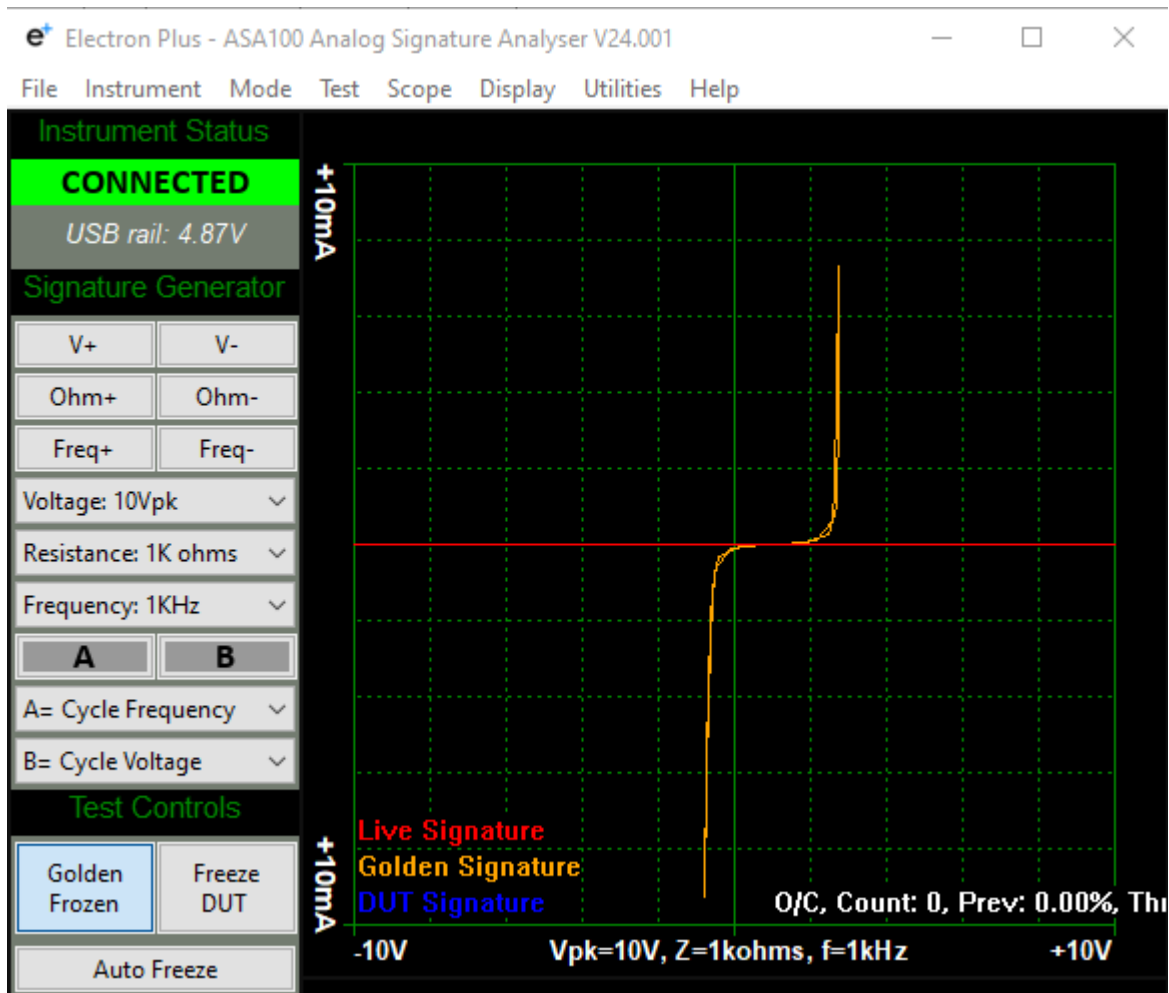 e+ Electron Plus - ASA100 Analog Signature Analyser V24.001
File Instrument Mode Test Scope Display Utilities Help
Instrument Status
CONNECTED
USB rail: 4.87V
Signature Generator
V+ V-
Ohm+ Ohm-
Freq+ Freq-
Voltage: 10Vpk
Resistance: 1K ohms
Frequency: 1KHz
A B
A= Cycle Frequency
B= Cycle Voltage
Test Controls
Golden Frozen
Freeze DUT
Auto Freeze
+10mA
+10mA
Live Signature
Golden Signature
DUT Signature
O/C, Count: 0, Prev: 0.00%,
-10V Vpk=10V, Z=1kohms, f=1kHz +10V